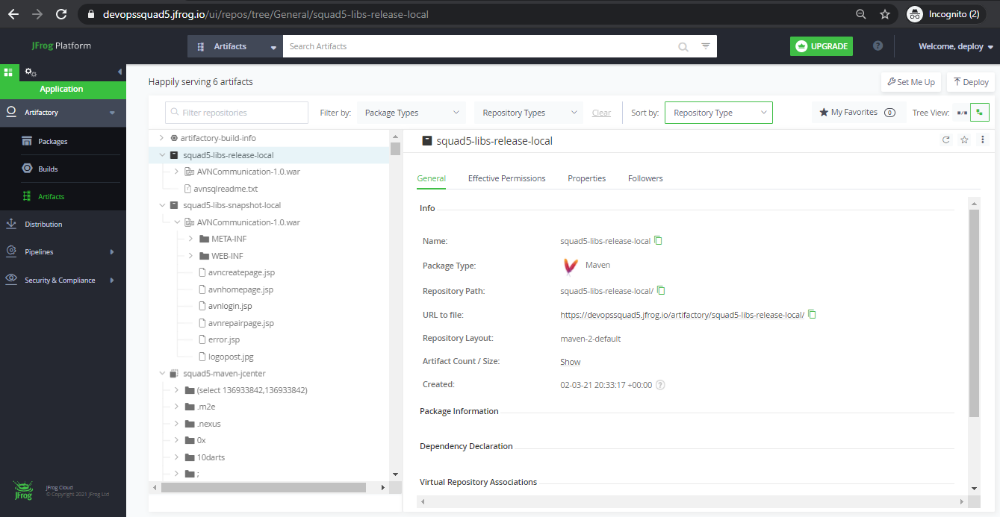 devopssquad5.jfrog.io/ui/repos/tree/General/squad5-libs-release-local
Incognito (2)
JFrog Platform
Artifacts
Search Artifacts
UPGRADE
?
Welcome, deploy
Application
Artifactory
Packages
Builds
Artifacts
Distribution
Pipelines
Security & Compliance
JFrog
JFrog Cloud
© Copyright 2021 JFrog Ltd
Happily serving 6 artifacts
Set Me Up
Deploy
Filter repositories
Filter by:
Package Types
Repository Types
Clear
Sort by:
Repository Type
My Favorites
0
Tree View:
artifactory-build-info
squad5-libs-release-local
AVNCommunication-1.0.war
avnsqlreadme.txt
squad5-libs-snapshot-local
AVNCommunication-1.0.war
META-INF
WEB-INF
avncreatepage.jsp
avnhomepage.jsp
avnlogin.jsp
avnrepairpage.jsp
error.jsp
logopost.jpg
squad5-maven-jcenter
(select 136933842,136933842)
.m2e
.nexus
0x
10darts
;
squad5-libs-release-local
General
Effective Permissions
Properties
Followers
Info
Name:
squad5-libs-release-local
Package Type:
Maven
Repository Path:
squad5-libs-release-local/
URL to file:
https://devopssquad5.jfrog.io/artifactory/squad5-libs-release-local/
Repository Layout:
maven-2-default
Artifact Count / Size:
Show
Created:
02-03-21 20:33:17 +00:00
?
Package Information
Dependency Declaration
Virtual Repository Associations